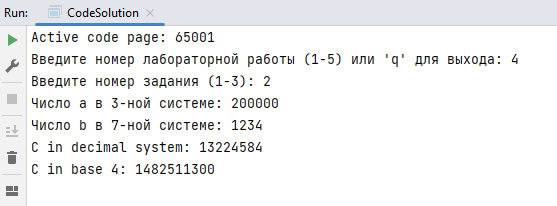 Run: CodeSolution
Active code page: 65001
Введите номер лабораторной работы (1-5) или 'q' для выхода: 4
Введите номер задания (1-3): 2
Число a в 3-ной системе: 200000
Число b в 7-ной системе: 1234
C in decimal system: 13224584
C in base 4: 1482511300